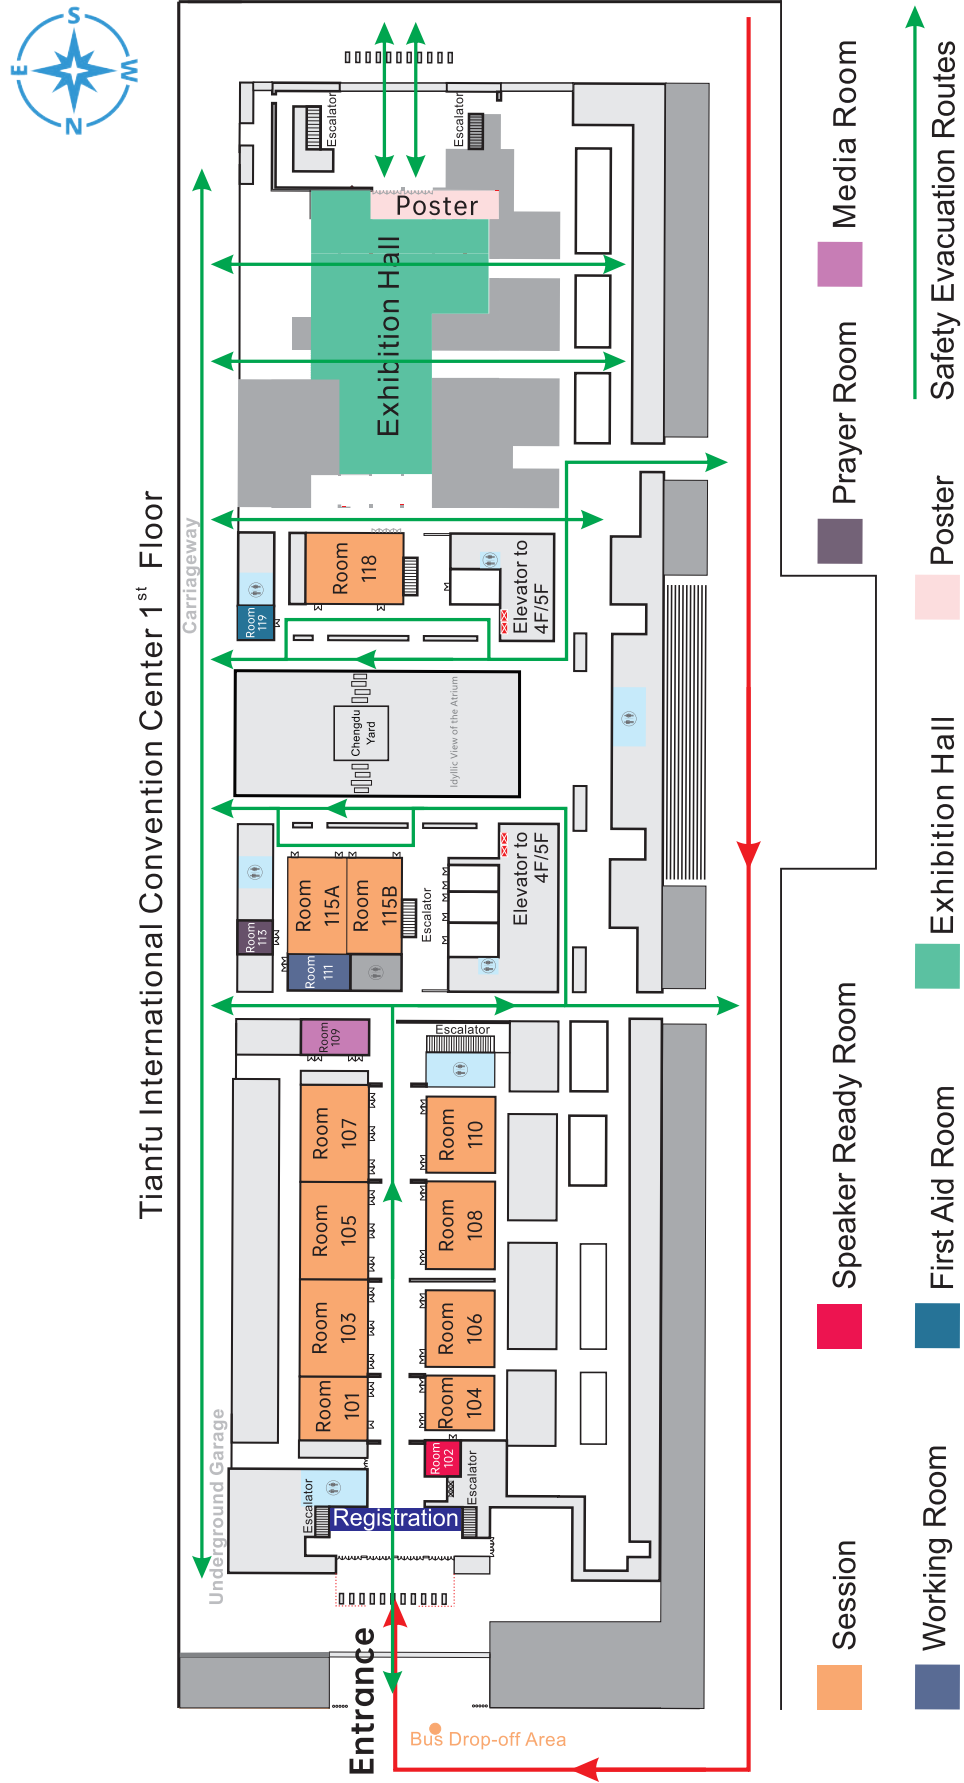 S
E
W
N
Tianfu International Convention Center 1st Floor
Carriageway
Underground Garage
Escalator
Escalator
Poster
Exhibition Hall
Room
118
Room
119
Elevator to
4F/5F
Chengdu
Yard
Idyllic View of the Atrium
Room
113
Room
115A
Room
115B
Room
111
Escalator
Elevator to
4F/5F
Room
109
Escalator
Room
107
Room
110
Room
105
Room
108
Room
103
Room
106
Room
101
Room
104
Room
102
Escalator
Escalator
Registration
Entrance
Bus Drop-off Area
Session
Speaker Ready Room
Prayer Room
Media Room
Working Room
First Aid Room
Exhibition Hall
Poster
Safety Evacuation Routes